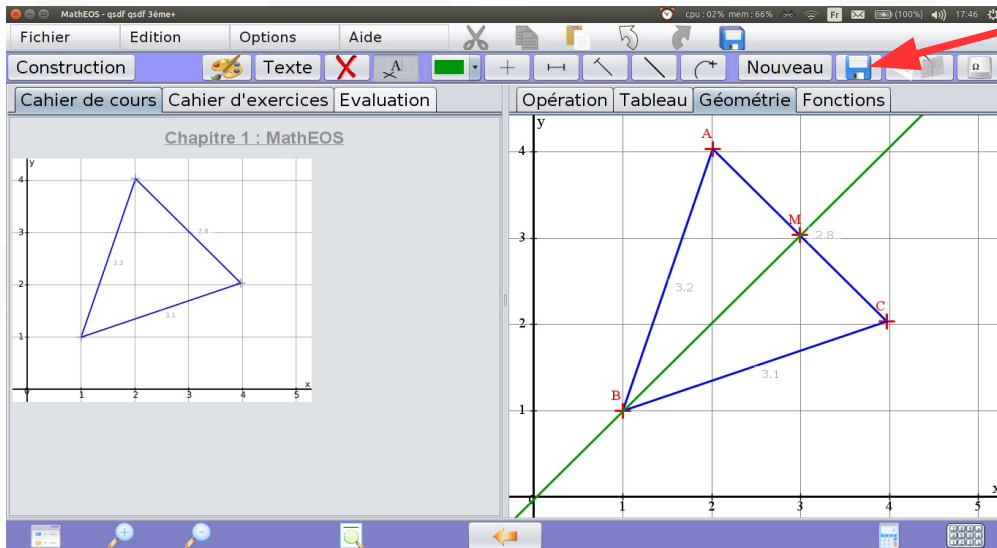 MathEOS - qsdf qsdf 3ème+
cpu : 02% mem : 66% Fr (100%) 17:46
Fichier Edition Options Aide
Construction Texte A Nouveau Ω
Cahier de cours Cahier d'exercices Evaluation
Opération Tableau Géométrie Fonctions
Chapitre 1 : MathEOS
y
4
3
2
1
0
1 2 3 4 5
x
3.2
2.8
3.1
y
4
3
2
1
0
1 2 3 4 5
x
A
M
2.8
3.2
C
3.1
B